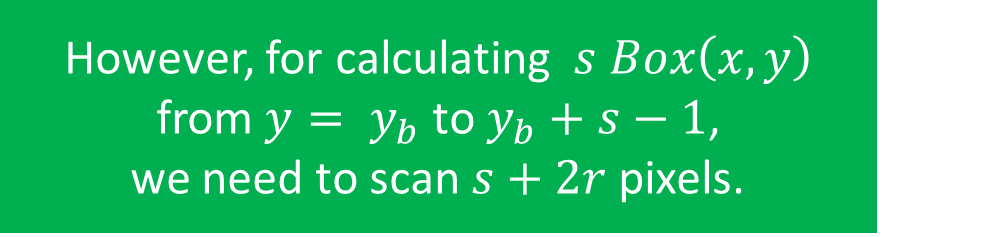 However, for calculating s Box(x, y)
from y = y_b to y_b + s − 1,
we need to scan s + 2r pixels.